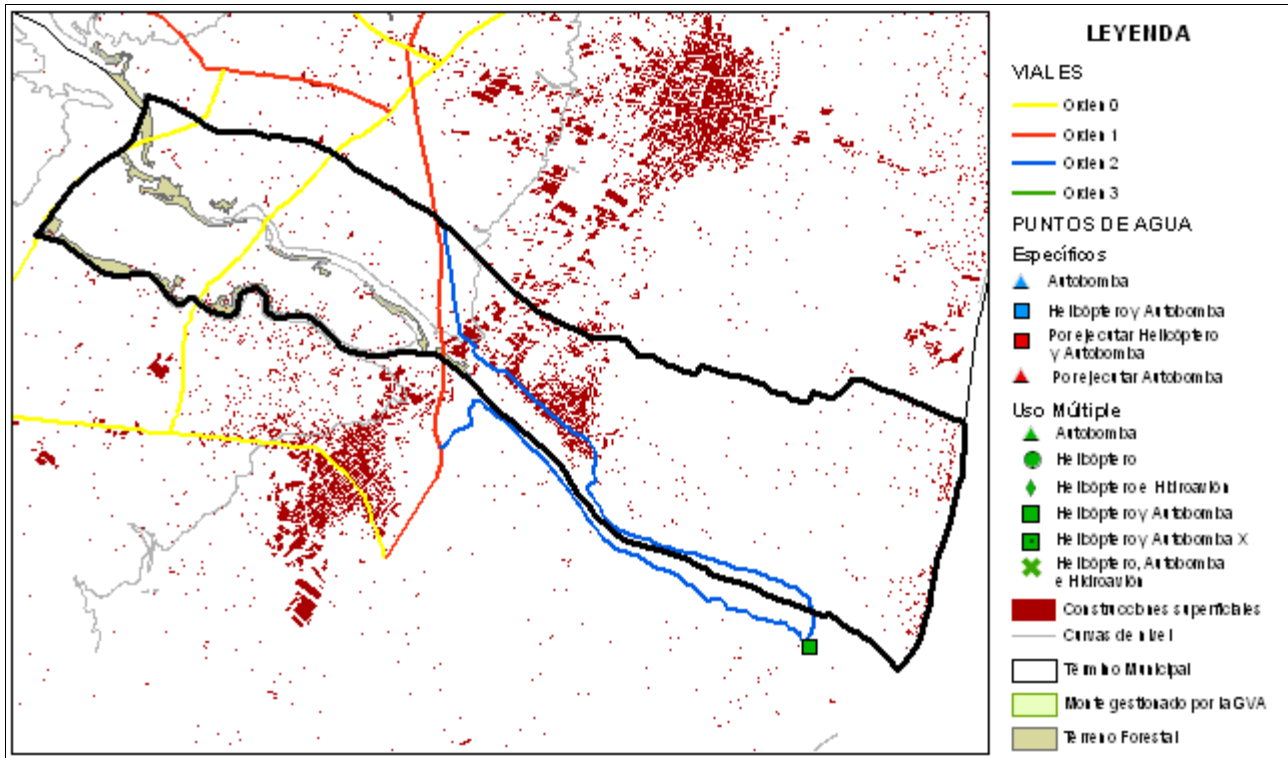 LEYENDA
VIALES
Orden 0
Orden 1
Orden 2
Orden 3
PUNTOS DE AGUA
Específicos
Autobomba
Helicóptero y Autobomba
Por ejecutar Helicóptero
y Autobomba
Por ejecutar Autobomba
Uso Múltiple
Autobomba
Helicóptero
Helicóptero e Hidroavión
Helicóptero y Autobomba
Helicóptero y Autobomba X
Helicóptero, Autobomba
e Hidroavión
Construcciones superficiales
Curvas de nivel
Término Municipal
Monte gestionado por la GVA
Terreno Forestal